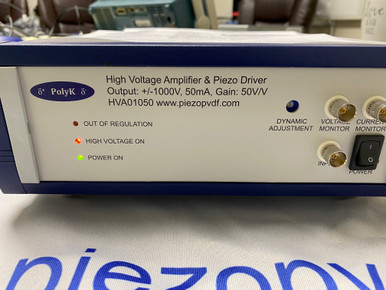 High Voltage Amplifier & Piezo Driver
δ⁺ PolyK δ⁻
Output: +/-1000V, 50mA, Gain: 50V/V
HVA01050 www.piezopvdf.com
OUT OF REGULATION
HIGH VOLTAGE ON
POWER ON
DYNAMIC
ADJUSTMENT
VOLTAGE
MONITOR
CURRENT
MONITOR
POWER
piezopv